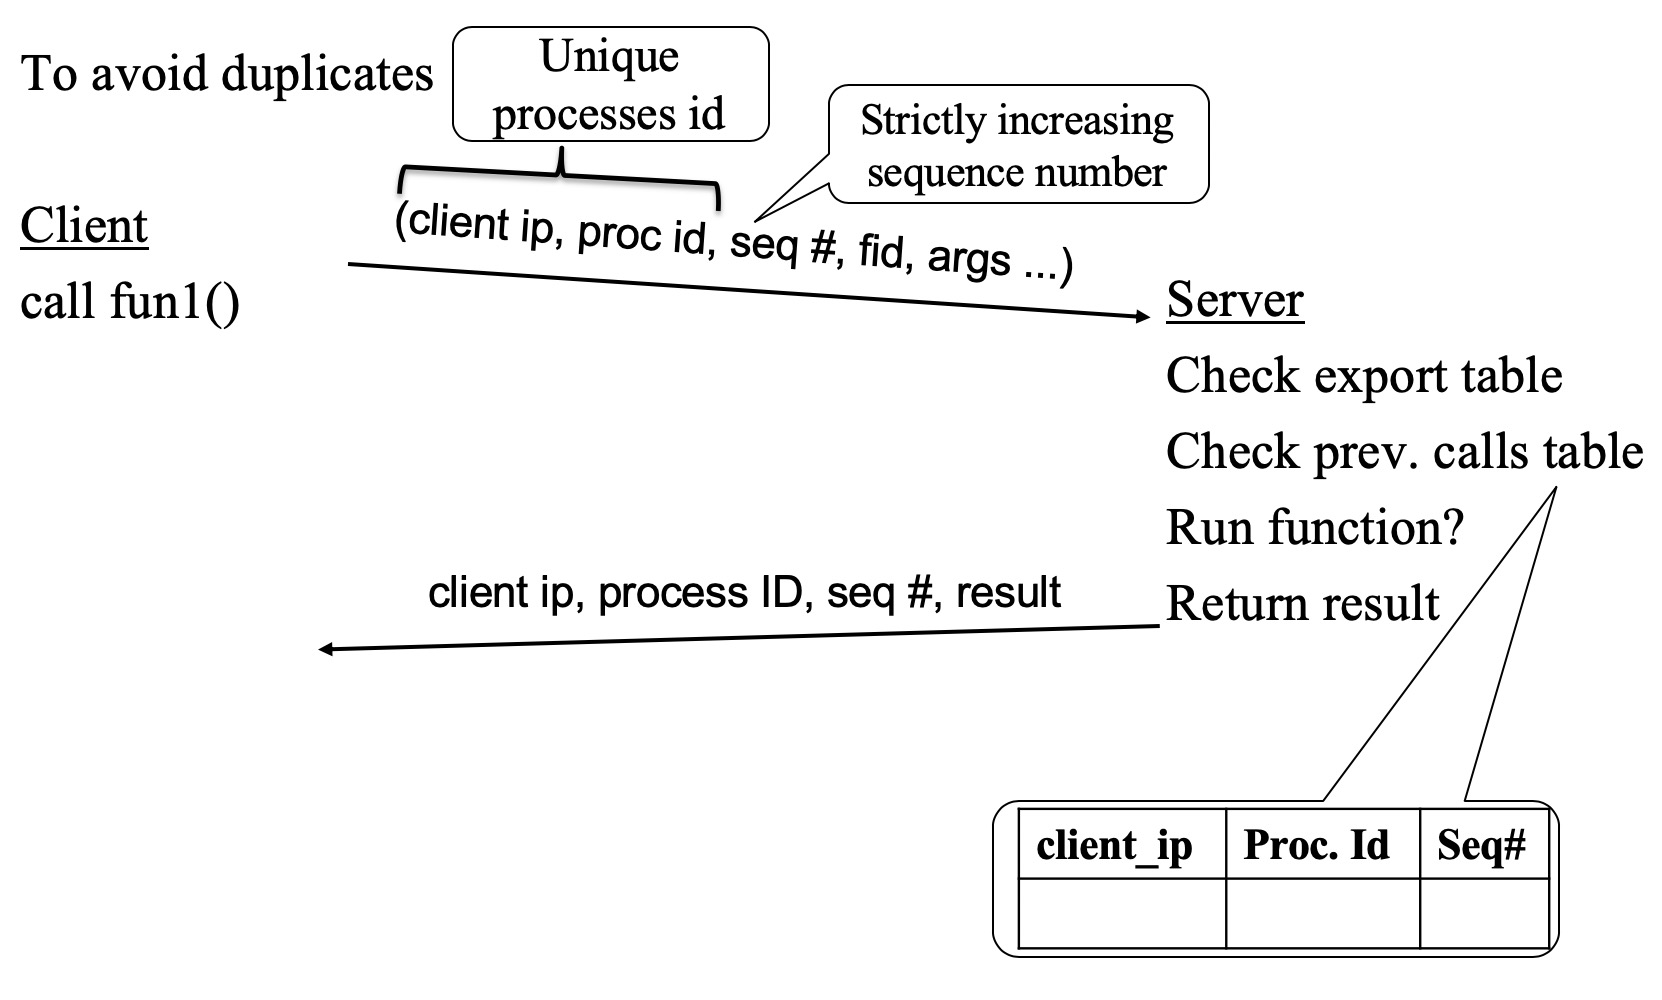 To avoid duplicates
Unique
processes id
Strictly increasing
sequence number
Client
(client ip, proc id, seq #, fid, args ...)
call fun1()
Server
Check export table
Check prev. calls table
Run function?
client ip, process ID, seq #, result
Return result
client_ip Proc. Id Seq#